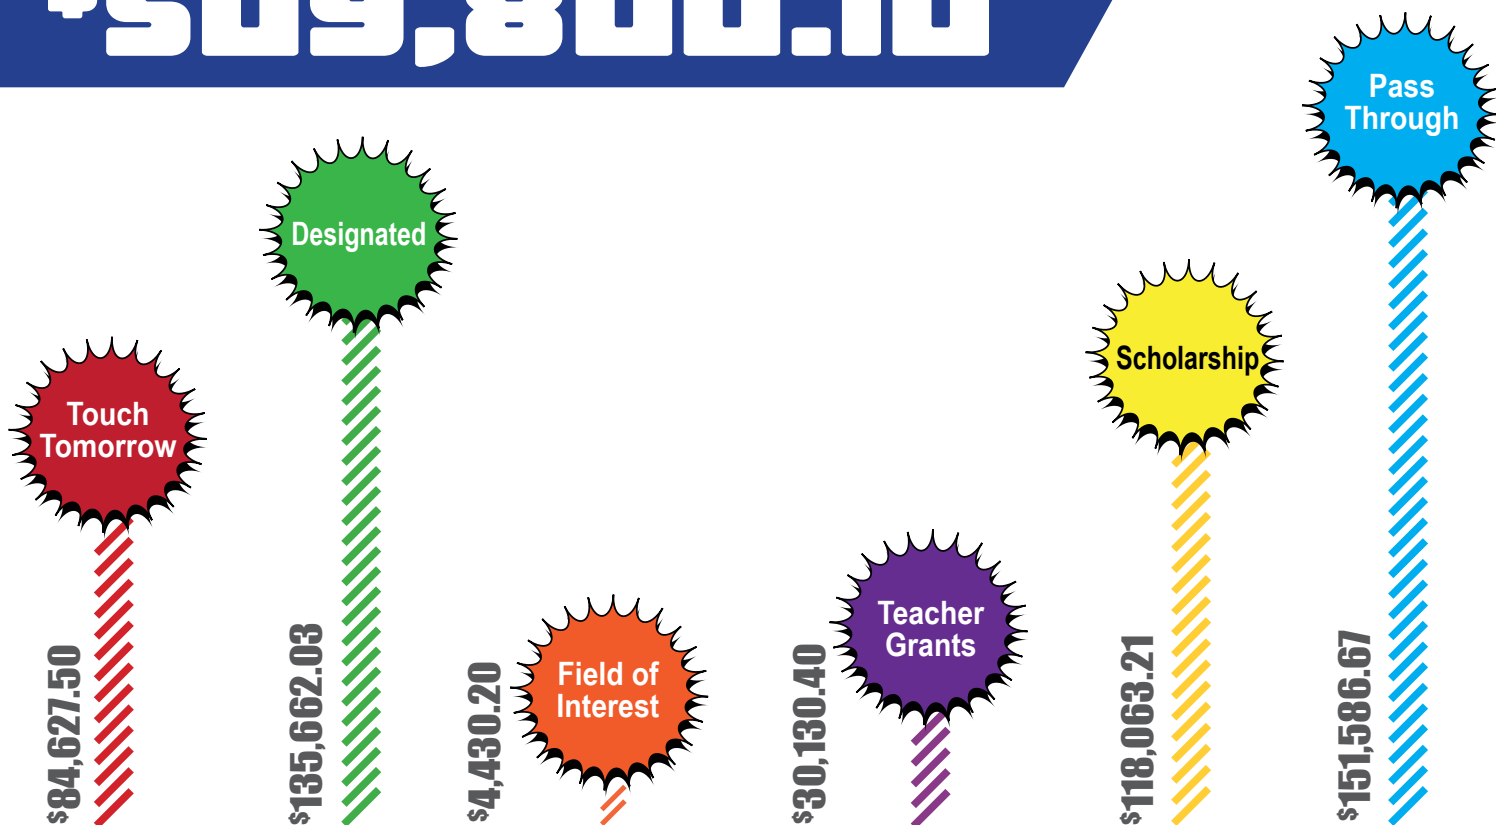 Pass
Through
Designated
Scholarship
Touch
Tomorrow
Teacher
Grants
Field of
Interest
$84,627.50
$135,662.03
$4,430.20
$30,130.40
$118,063.21
$151,586.67